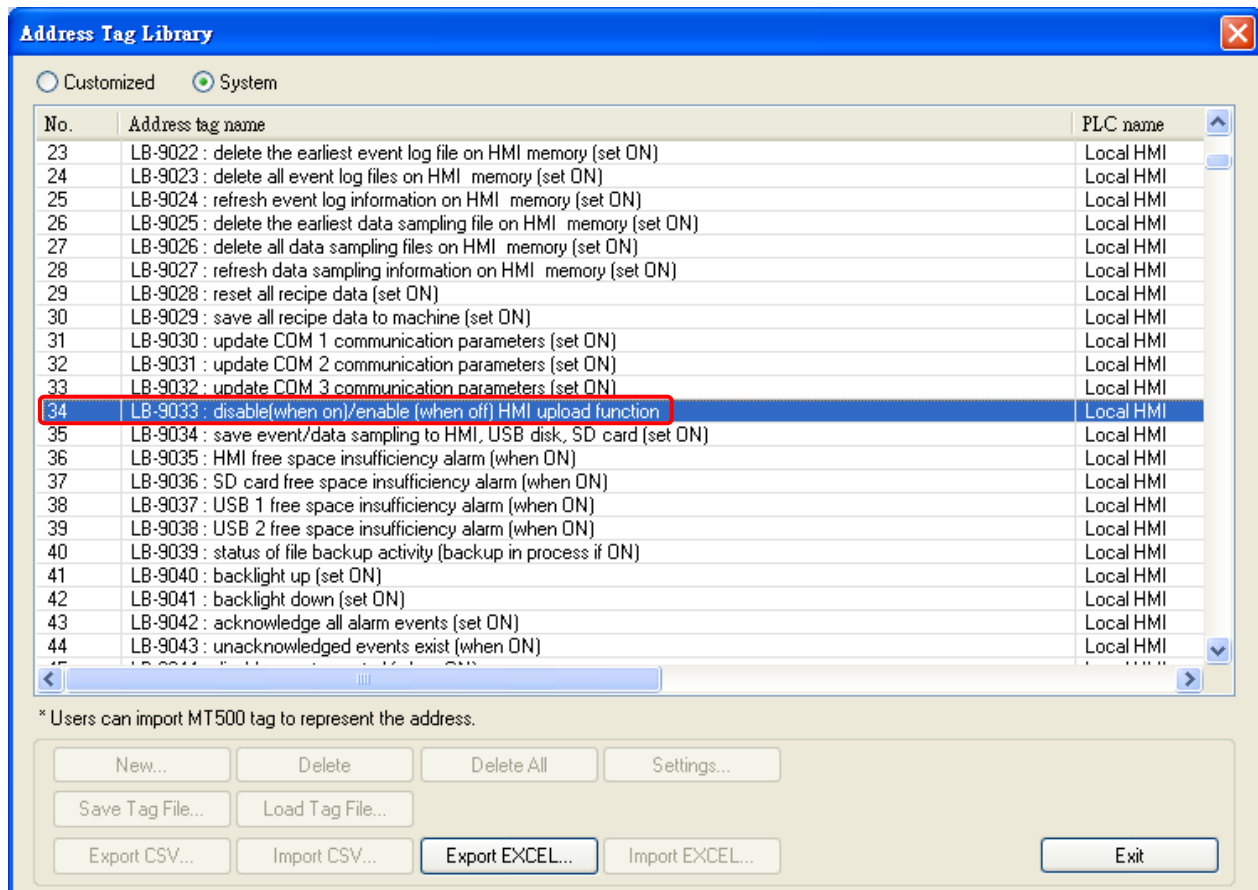 Address Tag Library
Customized System
No. Address tag name PLC name
23 LB-9022 : delete the earliest event log file on HMI memory (set ON) Local HMI
24 LB-9023 : delete all event log files on HMI  memory (set ON) Local HMI
25 LB-9024 : refresh event log information on HMI  memory (set ON) Local HMI
26 LB-9025 : delete the earliest data sampling file on HMI  memory (set ON) Local HMI
27 LB-9026 : delete all data sampling files on HMI  memory (set ON) Local HMI
28 LB-9027 : refresh data sampling information on HMI  memory (set ON) Local HMI
29 LB-9028 : reset all recipe data (set ON) Local HMI
30 LB-9029 : save all recipe data to machine (set ON) Local HMI
31 LB-9030 : update COM 1 communication parameters (set ON) Local HMI
32 LB-9031 : update COM 2 communication parameters (set ON) Local HMI
33 LB-9032 : update COM 3 communication parameters (set ON) Local HMI
34 LB-9033 : disable(when on)/enable (when off) HMI upload function Local HMI
35 LB-9034 : save event/data sampling to HMI, USB disk, SD card (set ON) Local HMI
36 LB-9035 : HMI free space insufficiency alarm (when ON) Local HMI
37 LB-9036 : SD card free space insufficiency alarm (when ON) Local HMI
38 LB-9037 : USB 1 free space insufficiency alarm (when ON) Local HMI
39 LB-9038 : USB 2 free space insufficiency alarm (when ON) Local HMI
40 LB-9039 : status of file backup activity (backup in process if ON) Local HMI
41 LB-9040 : backlight up (set ON) Local HMI
42 LB-9041 : backlight down (set ON) Local HMI
43 LB-9042 : acknowledge all alarm events (set ON) Local HMI
44 LB-9043 : unacknowledged events exist (when ON) Local HMI
* Users can import MT500 tag to represent the address.
New... Delete Delete All Settings...
Save Tag File... Load Tag File...
Export CSV... Import CSV... Export EXCEL... Import EXCEL... Exit